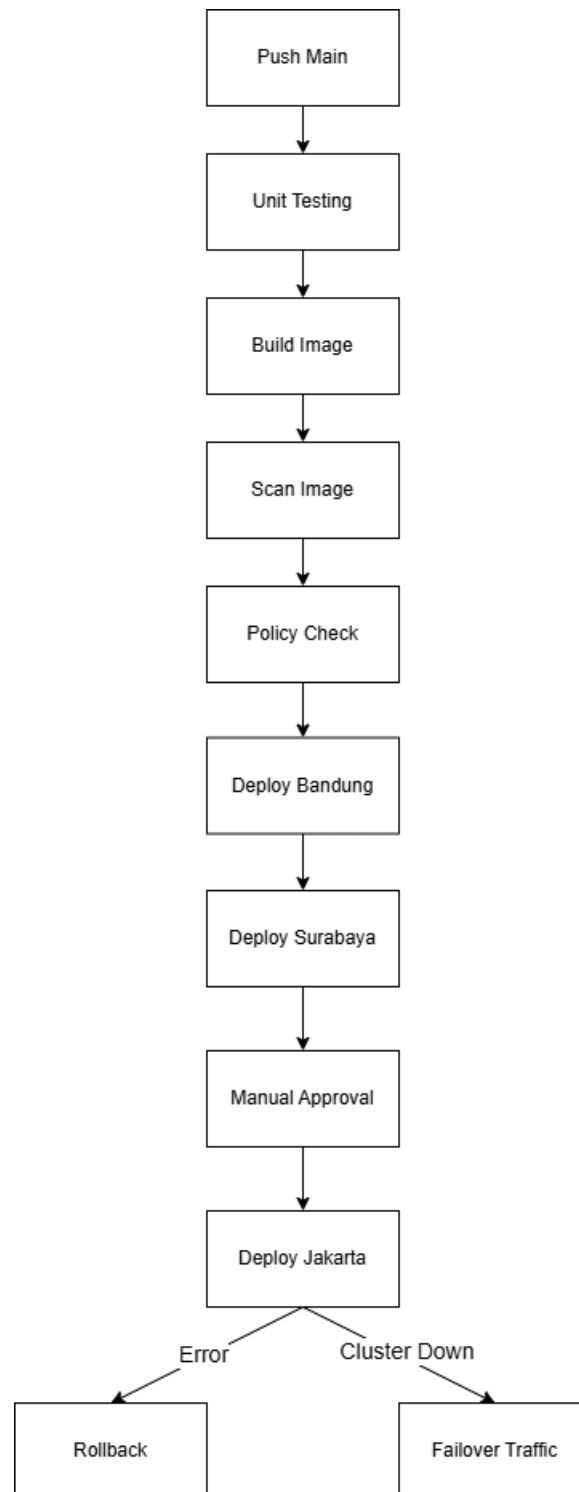 Push Main
Unit Testing
Build Image
Scan Image
Policy Check
Deploy Bandung
Deploy Surabaya
Manual Approval
Deploy Jakarta
Error
Cluster Down
Rollback
Failover Traffic